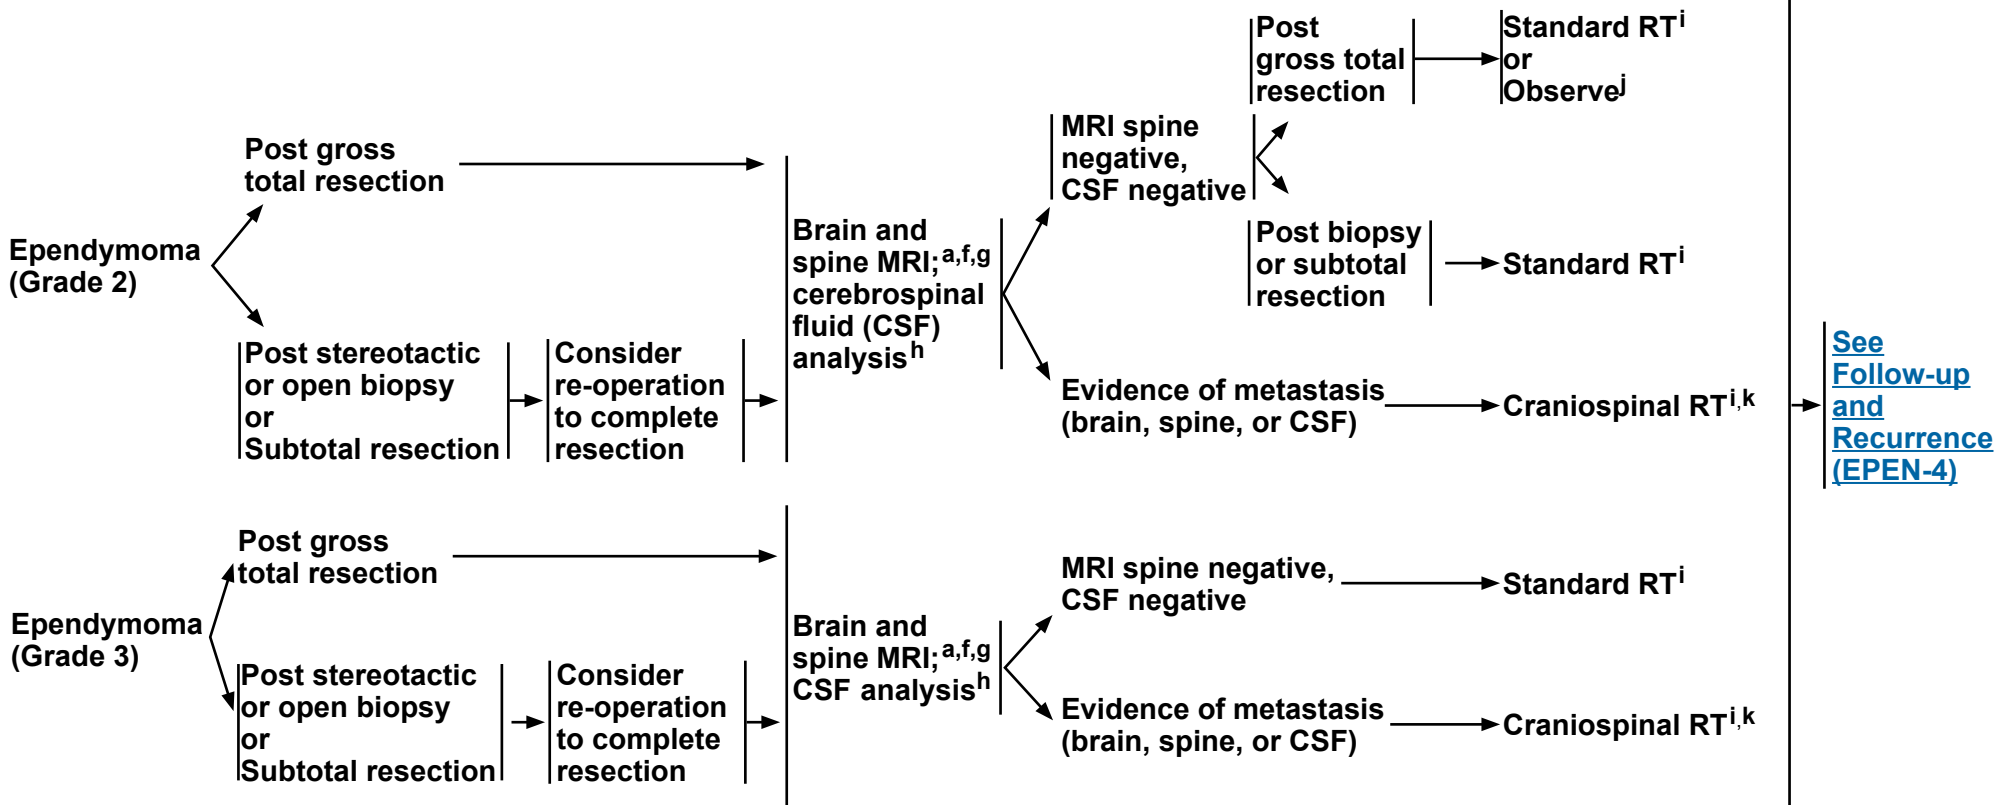 Ependymoma
(Grade 2)
Post gross
total resection
Post stereotactic
or open biopsy
or
Subtotal resection
Consider
re-operation
to complete
resection
Brain and
spine MRI;a,f,g
cerebrospinal
fluid (CSF)
analysish
MRI spine
negative,
CSF negative
Post
gross total
resection
Standard RTi
or
Observej
Post biopsy
or subtotal
resection
Standard RTi
Evidence of metastasis
(brain, spine, or CSF)
Craniospinal RTi,k
Ependymoma
(Grade 3)
Post gross
total resection
Post stereotactic
or open biopsy
or
Subtotal resection
Consider
re-operation
to complete
resection
Brain and
spine MRI;a,f,g
CSF analysish
MRI spine negative,
CSF negative
Standard RTi
Evidence of metastasis
(brain, spine, or CSF)
Craniospinal RTi,k
See
Follow-up
and
Recurrence
(EPEN-4)